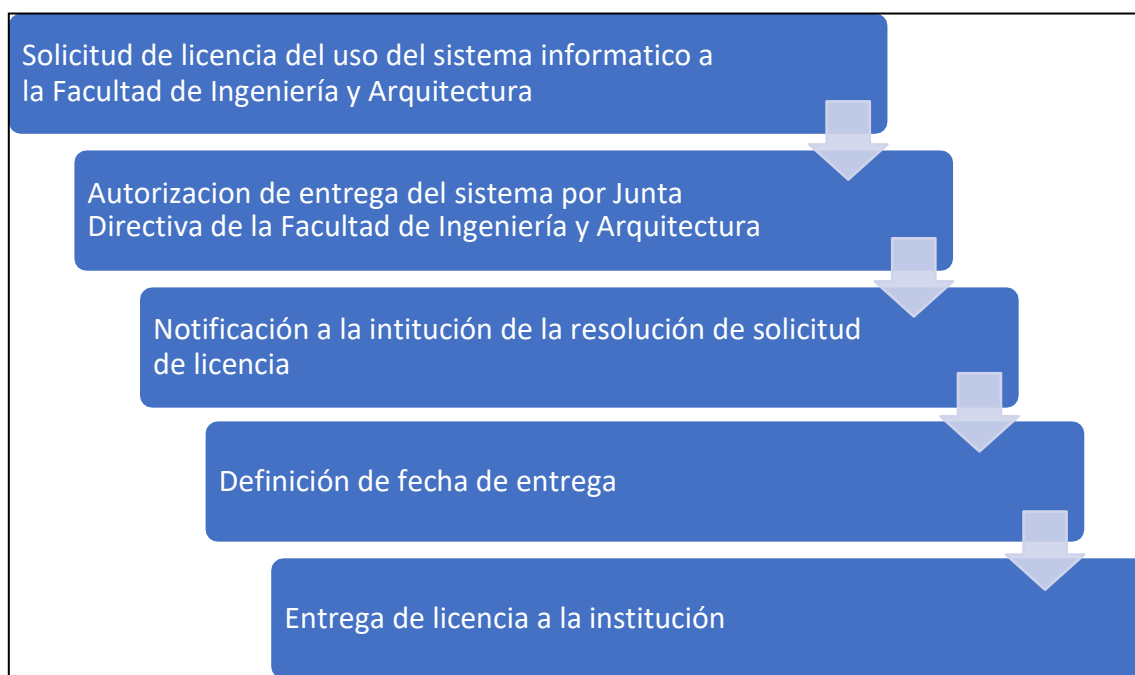 Solicitud de licencia del uso del sistema informatico a
la Facultad de Ingeniería y Arquitectura
Autorizacion de entrega del sistema por Junta
Directiva de la Facultad de Ingeniería y Arquitectura
Notificación a la intitución de la resolución de solicitud
de licencia
Definición de fecha de entrega
Entrega de licencia a la institución